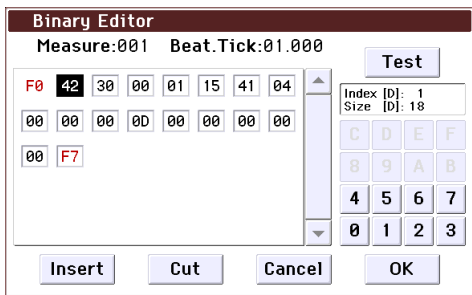 Binary Editor
Measure:001 Beat.Tick:01.000
Test
F0 42 30 00 01 15 41 04
Index [D]: 1
Size [D]: 18
00 00 00 0D 00 00 00 00
C D E F
00 F7
8 9 A B
4 5 6 7
0 1 2 3
Insert Cut Cancel OK